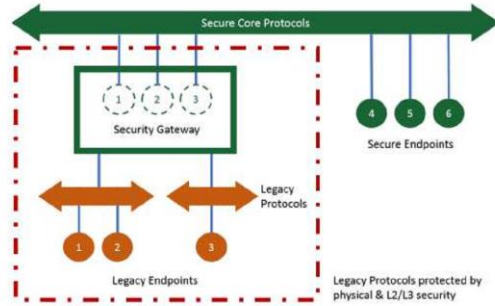 Secure Core Protocols
1 2 3
4 5 6
Security Gateway
Secure Endpoints
Legacy
Protocols
1 2 3
Legacy Endpoints
Legacy Protocols protected by
physical & L2/L3 security